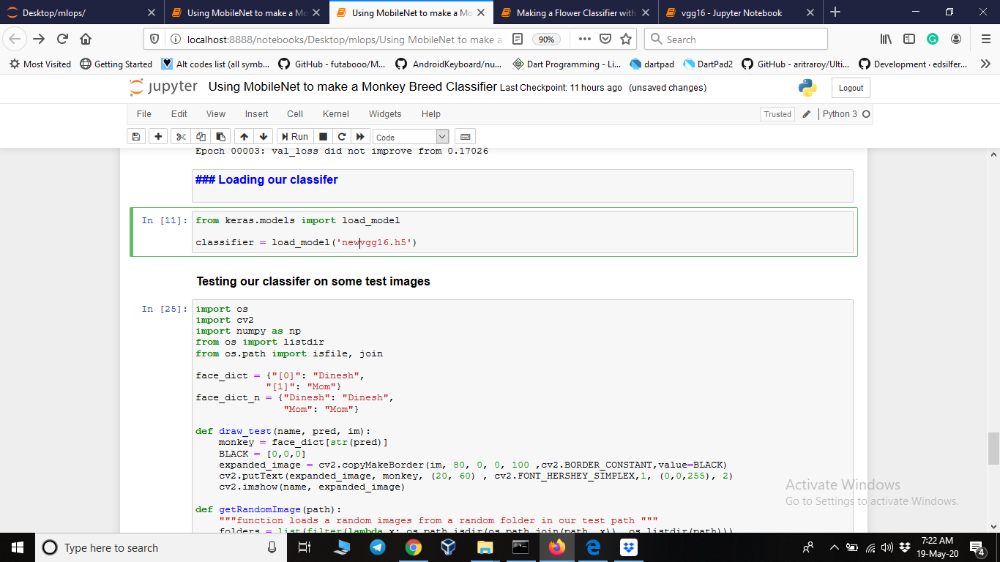 Desktop/mlops/
Using MobileNet to make a Mo
Using MobileNet to make a Mo
Making a Flower Classifier with
vgg16 - Jupyter Notebook
localhost:8888/notebooks/Desktop/mlops/Using MobileNet to make a
90%
Search
Most Visited
Getting Started
Alt codes list (all symb...
GitHub - futabooo/M...
AndroidKeyboard/nu...
Dart Programming - Li...
dartpad
DartPad2
GitHub - aritraroy/Ulti...
Development · edsilfer...
jupyter Using MobileNet to make a Monkey Breed Classifier Last Checkpoint: 11 hours ago (unsaved changes)
Logout
File Edit View Insert Cell Kernel Widgets Help
Trusted
Python 3
Run
Code
Epoch 00003: val_loss did not improve from 0.17026
### Loading our classifer
In [11]: from keras.models import load_model
classifier = load_model('newvgg16.h5')
Testing our classifer on some test images
In [25]: import os
import cv2
import numpy as np
from os import listdir
from os.path import isfile, join
face_dict = {"[0]": "Dinesh",
"[1]": "Mom"}
face_dict_n = {"Dinesh": "Dinesh",
"Mom": "Mom"}
def draw_test(name, pred, im):
monkey = face_dict[str(pred)]
BLACK = [0,0,0]
expanded_image = cv2.copyMakeBorder(im, 80, 0, 0, 100 ,cv2.BORDER_CONSTANT,value=BLACK)
cv2.putText(expanded_image, monkey, (20, 60) , cv2.FONT_HERSHEY_SIMPLEX,1, (0,0,255), 2)
cv2.imshow(name, expanded_image)
def getRandomImage(path):
"""function loads a random images from a random folder in our test path """
folders = list(filter(lambda x: os.path.isdir(os.path.join(path, x)), os.listdir(path)))
Activate Windows
Go to Settings to activate Windows.
Type here to search
7:22 AM
19-May-20
4